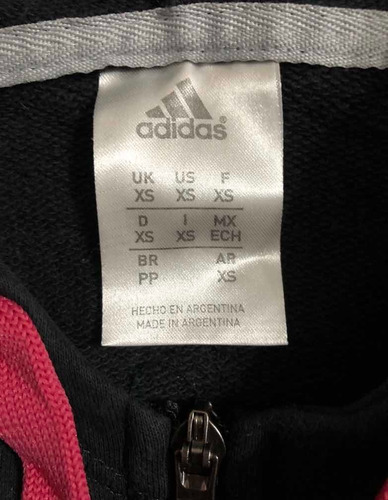 adidas®
UK US F
XS XS XS
D I MX
XS XS ECH
BR AR
PP XS
HECHO EN ARGENTINA
MADE IN ARGENTINA